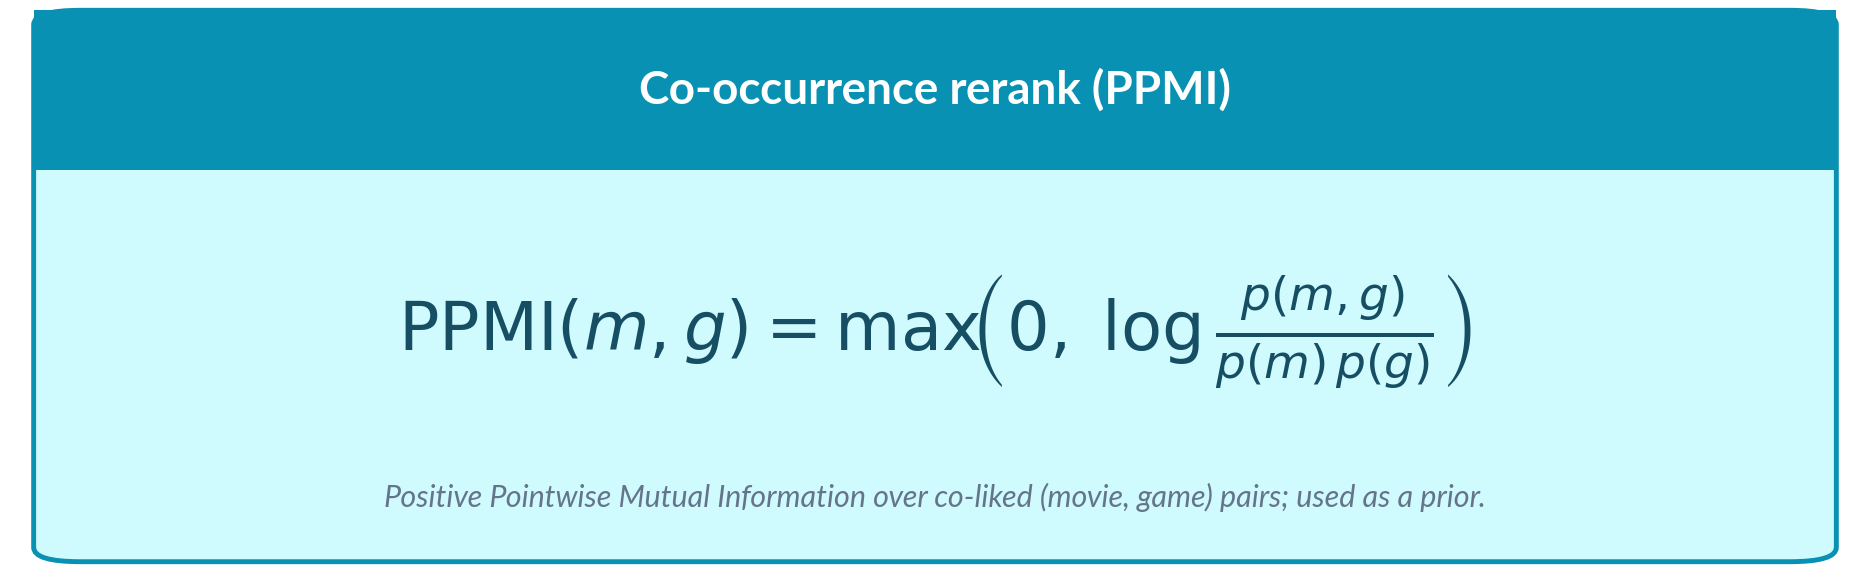 Co-occurrence rerank (PPMI)
PPMI(m, g) = max(0, log p(m, g) / p(m) p(g))
Positive Pointwise Mutual Information over co-liked (movie, game) pairs; used as a prior.